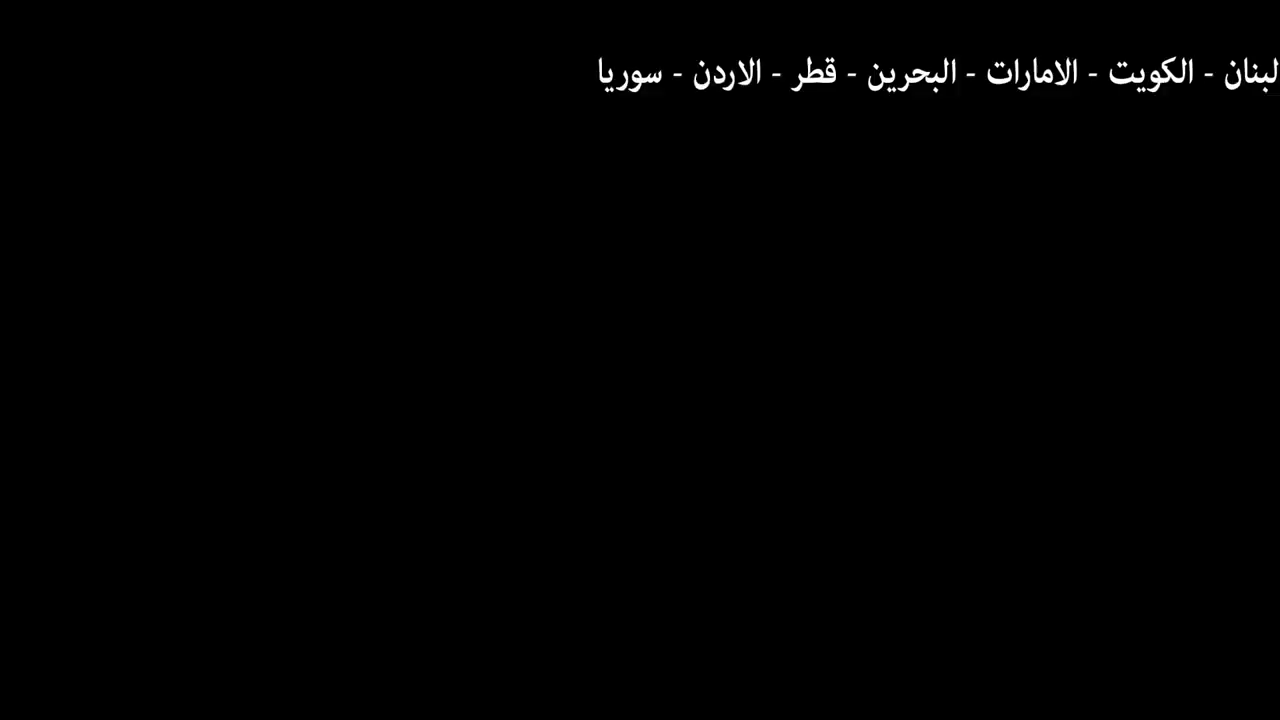 لبنان - الكويت - الامارات - البحرين - قطر - الاردن - سوريا